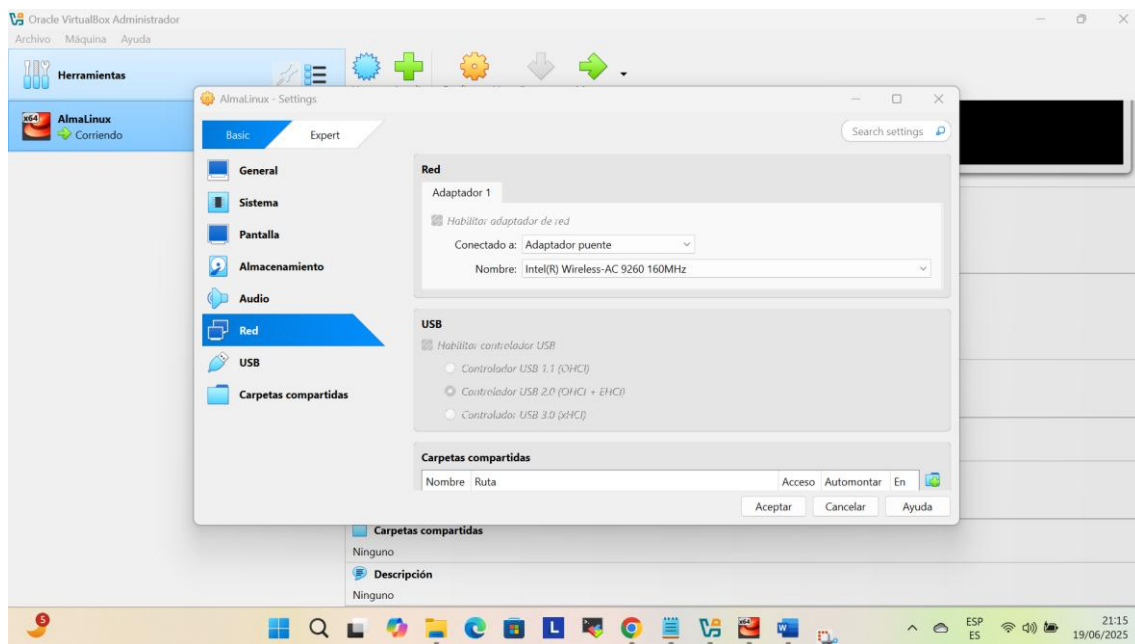 Oracle VirtualBox Administrador
Archivo Máquina Ayuda
Herramientas
AlmaLinux
Corriendo
x64
AlmaLinux - Settings
Basic Expert
Search settings
General
Sistema
Pantalla
Almacenamiento
Audio
Red
USB
Carpetas compartidas
Red
Adaptador 1
Habilitar adaptador de red
Conectado a: Adaptador puente
Nombre: Intel(R) Wireless-AC 9260 160MHz
USB
Habilitar controlador USB
Controlador USB 1.1 (OHCI)
Controlador USB 2.0 (OHCI + EHCI)
Controlador USB 3.0 (xHCI)
Carpetas compartidas
Nombre Ruta Acceso Automontar En
Aceptar Cancelar Ayuda
Carpetas compartidas
Ninguno
Descripción
Ninguno
5
L
W
ESP
ES
21:15
19/06/2025